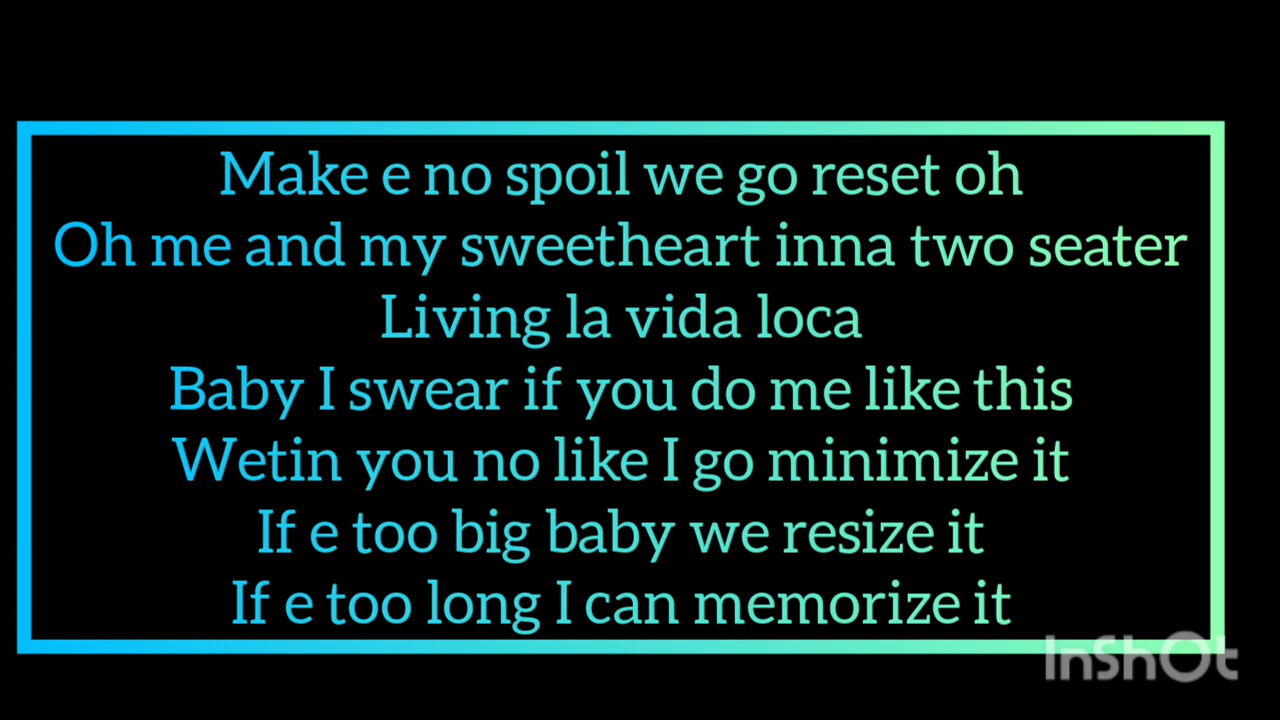 Make e no spoil we go reset oh
Oh me and my sweetheart inna two seater
Living la vida loca
Baby I swear if you do me like this
Wetin you no like I go minimize it
If e too big baby we resize it
If e too long I can memorize it
InShOt